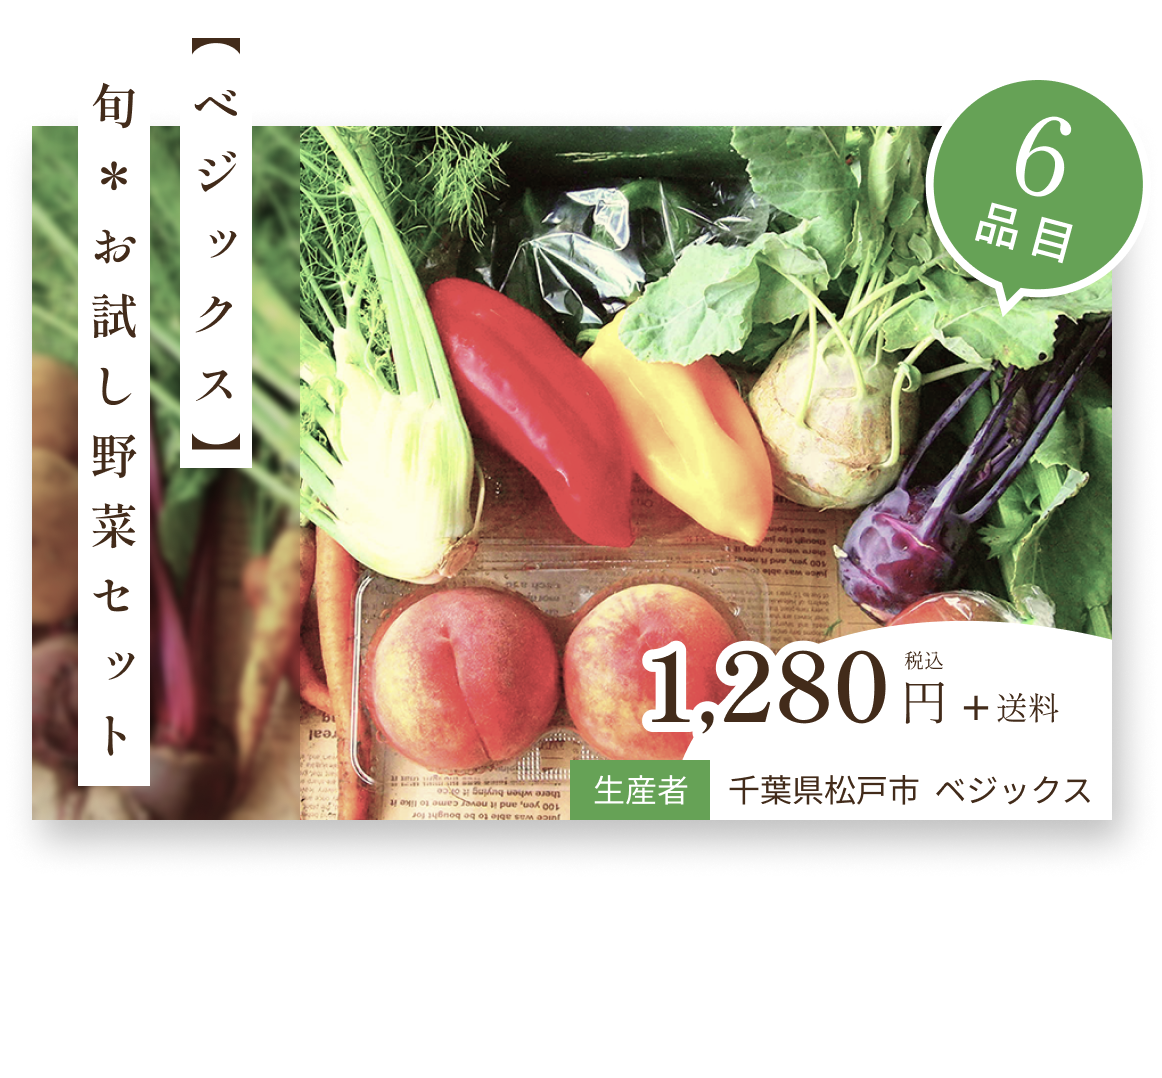 【ベジックス】
旬＊お試し野菜セット
6
品目
1,280 税込 円 ＋送料
生産者 千葉県松戸市 ベジックス